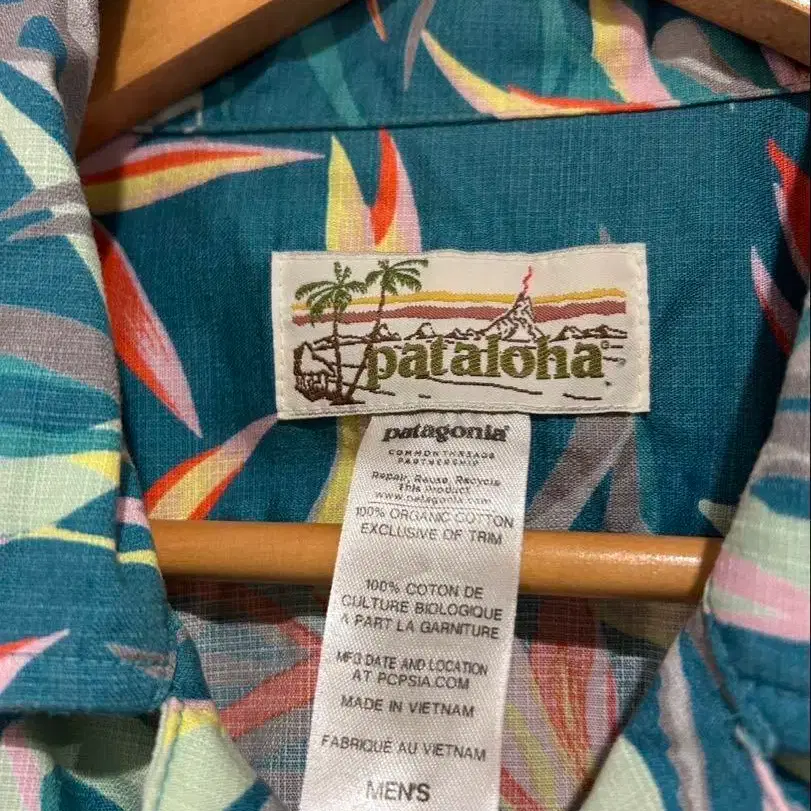 pataloha®
patagonia®
COMMON THREADS
PARTNERSHIP
Repair, Reuse, Recycle
This Product
www.patagonia.com
100% ORGANIC COTTON
EXCLUSIVE OF TRIM
100% COTON DE
CULTURE BIOLOGIQUE
À PART LA GARNITURE
MFG DATE AND LOCATION
AT PCPSIA.COM
MADE IN VIETNAM
FABRIQUÉ AU VIETNAM
MEN'S